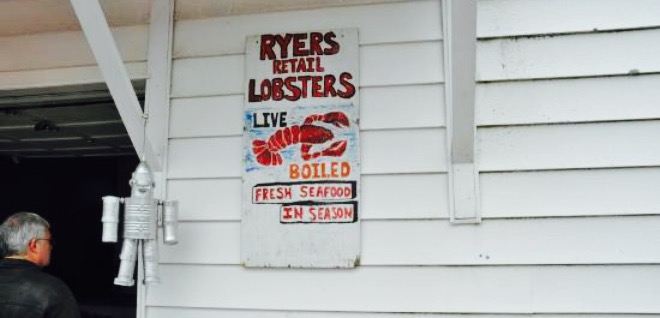 RYERS
RETAIL
LOBSTERS
LIVE
BOILED
FRESH SEAFOOD
IN SEASON